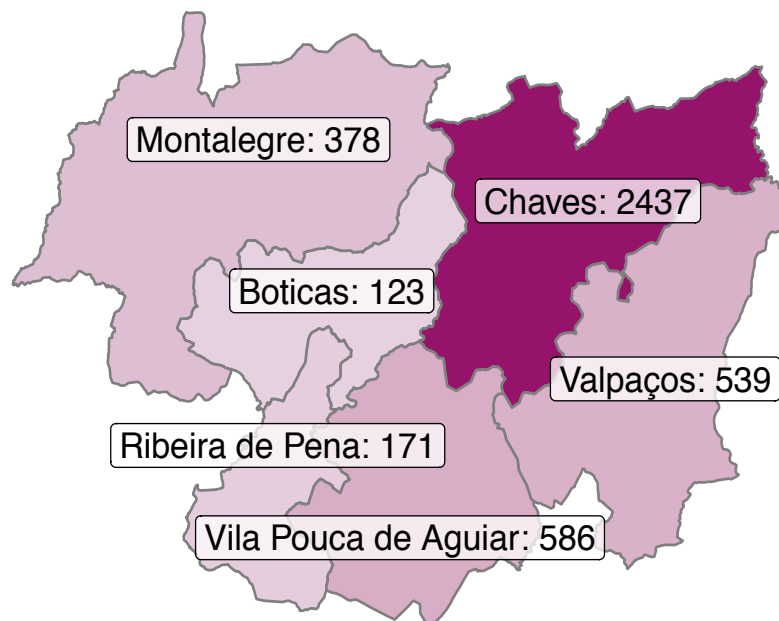 Montalegre: 378
Chaves: 2437
Boticas: 123
Valpaços: 539
Ribeira de Pena: 171
Vila Pouca de Aguiar: 586